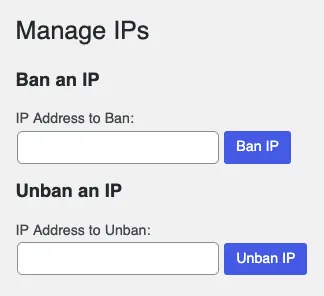 Manage IPs
Ban an IP
IP Address to Ban:
Ban IP
Unban an IP
IP Address to Unban:
Unban IP